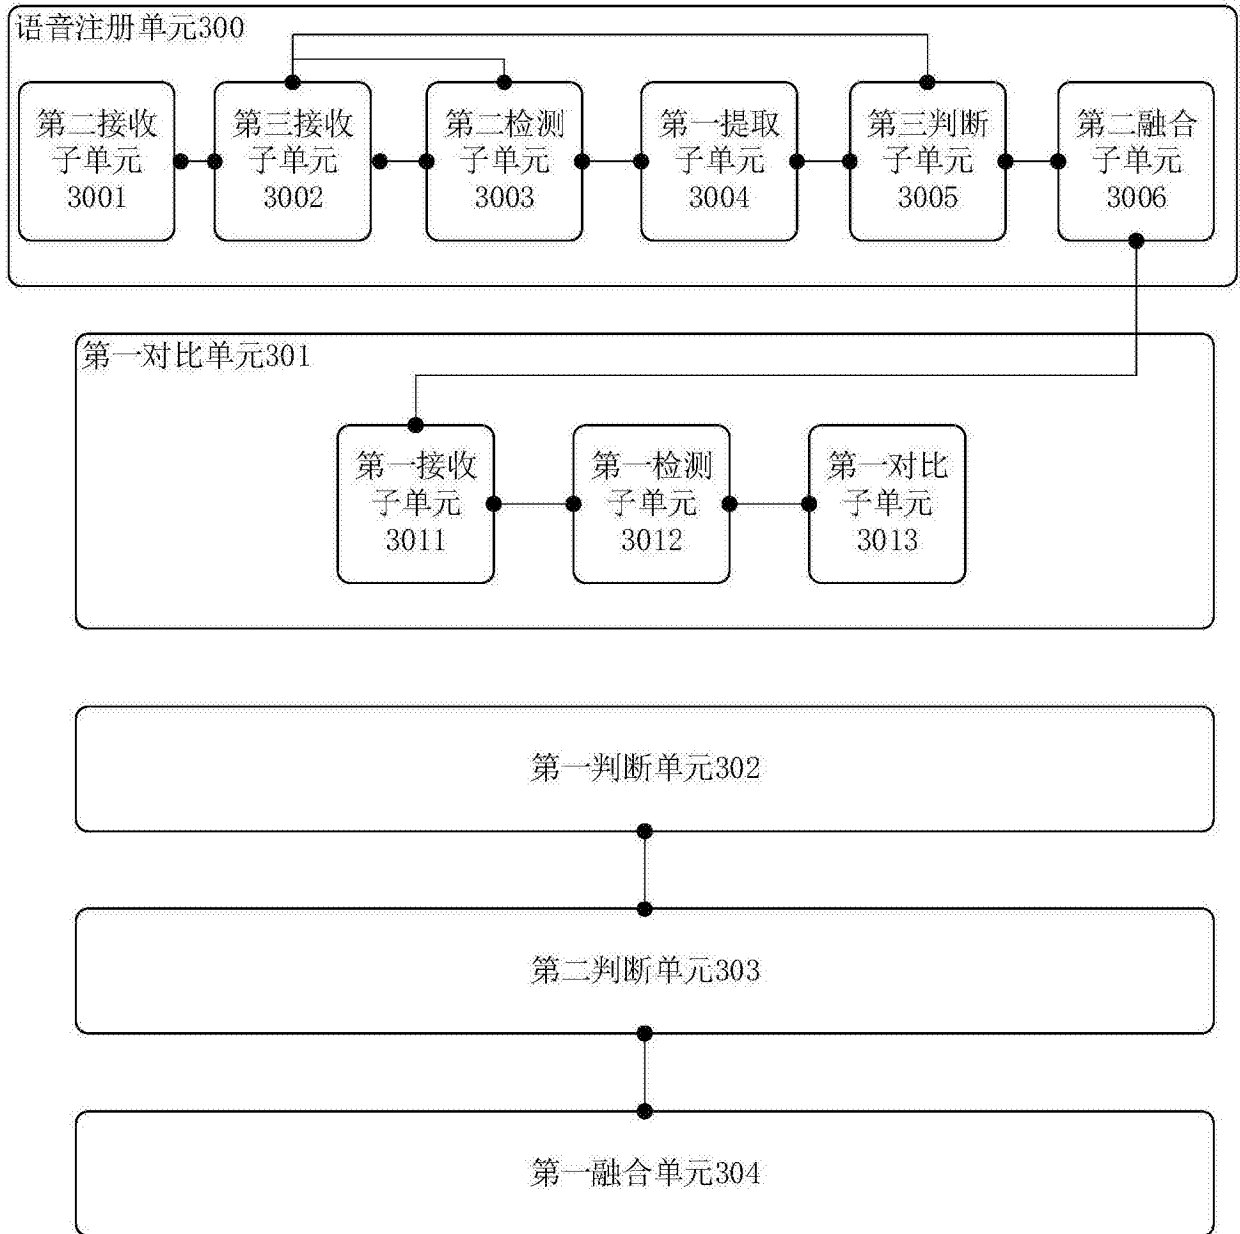 语音注册单元300
第二接收
子单元
3001
第三接收
子单元
3002
第二检测
子单元
3003
第一提取
子单元
3004
第三判断
子单元
3005
第二融合
子单元
3006
第一对比单元301
第一接收
子单元
3011
第一检测
子单元
3012
第一对比
子单元
3013
第一判断单元302
第二判断单元303
第一融合单元304